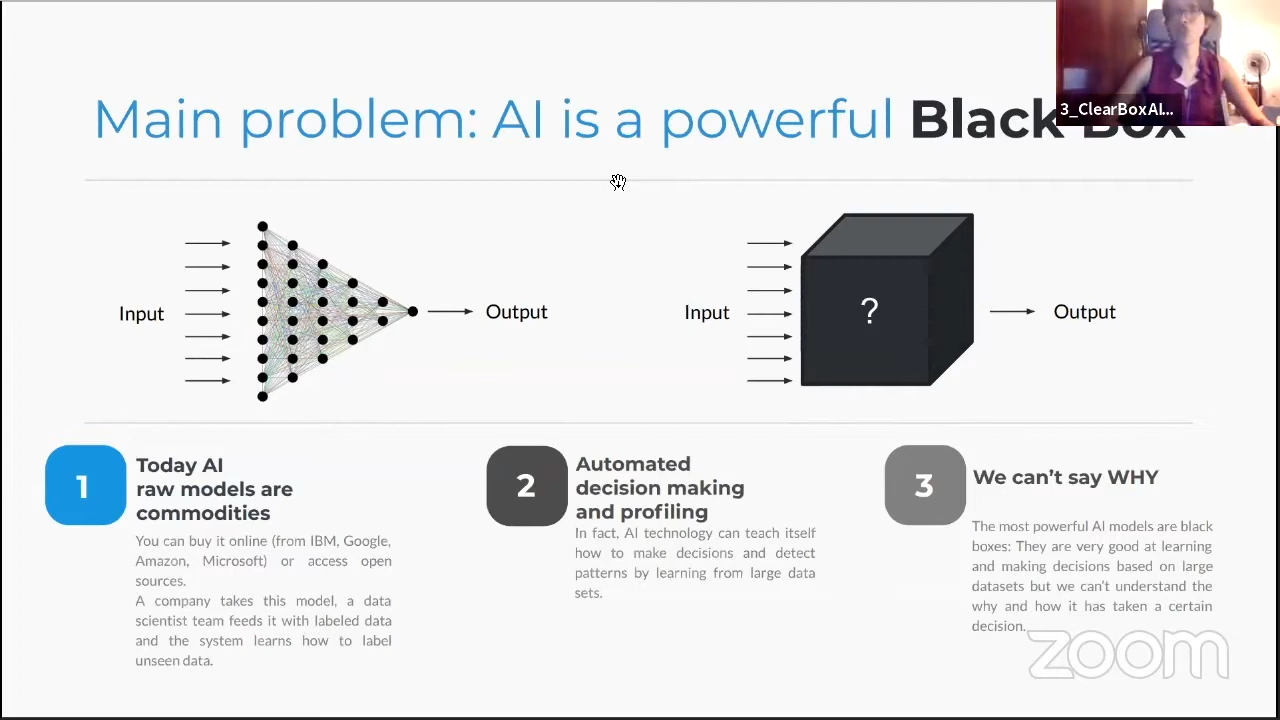 3_ClearBoxAI...
Main problem: AI is a powerful Black Box
Input
Output
Input
?
Output
1
Today AI
raw models are
commodities
You can buy it online (from IBM, Google,
Amazon, Microsoft) or access open
sources.
A company takes this model, a data
scientist team feeds it with labeled data
and the system learns how to label
unseen data.
2
Automated
decision making
and profiling
In fact, AI technology can teach itself
how to make decisions and detect
patterns by learning from large data
sets.
3
We can’t say WHY
The most powerful AI models are black
boxes: They are very good at learning
and making decisions based on large
datasets but we can’t understand the
why and how it has taken a certain
decision.
zoom